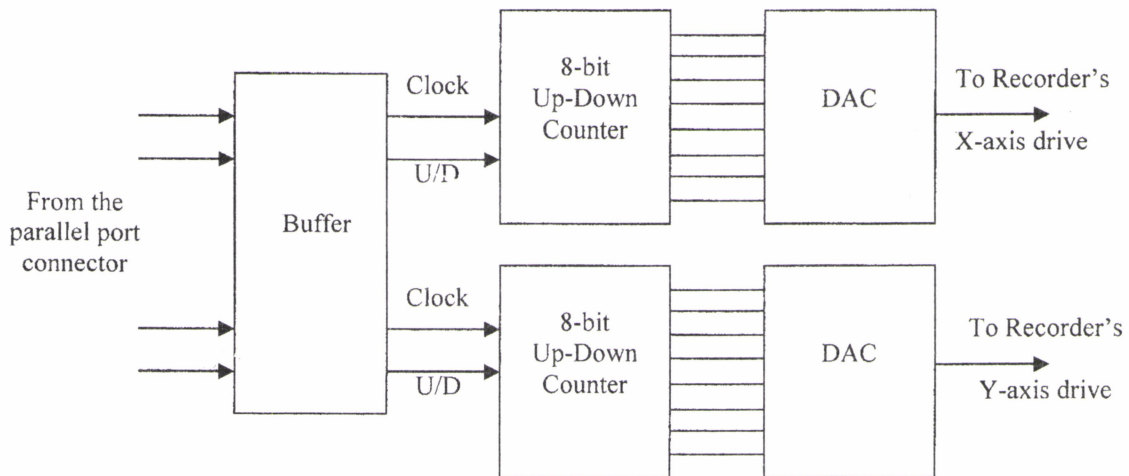 8-bit
Up-Down
Counter
DAC
To Recorder's
X-axis drive
Clock
U/D
From the
parallel port
connector
Buffer
Clock
U/D
8-bit
Up-Down
Counter
DAC
To Recorder's
Y-axis drive